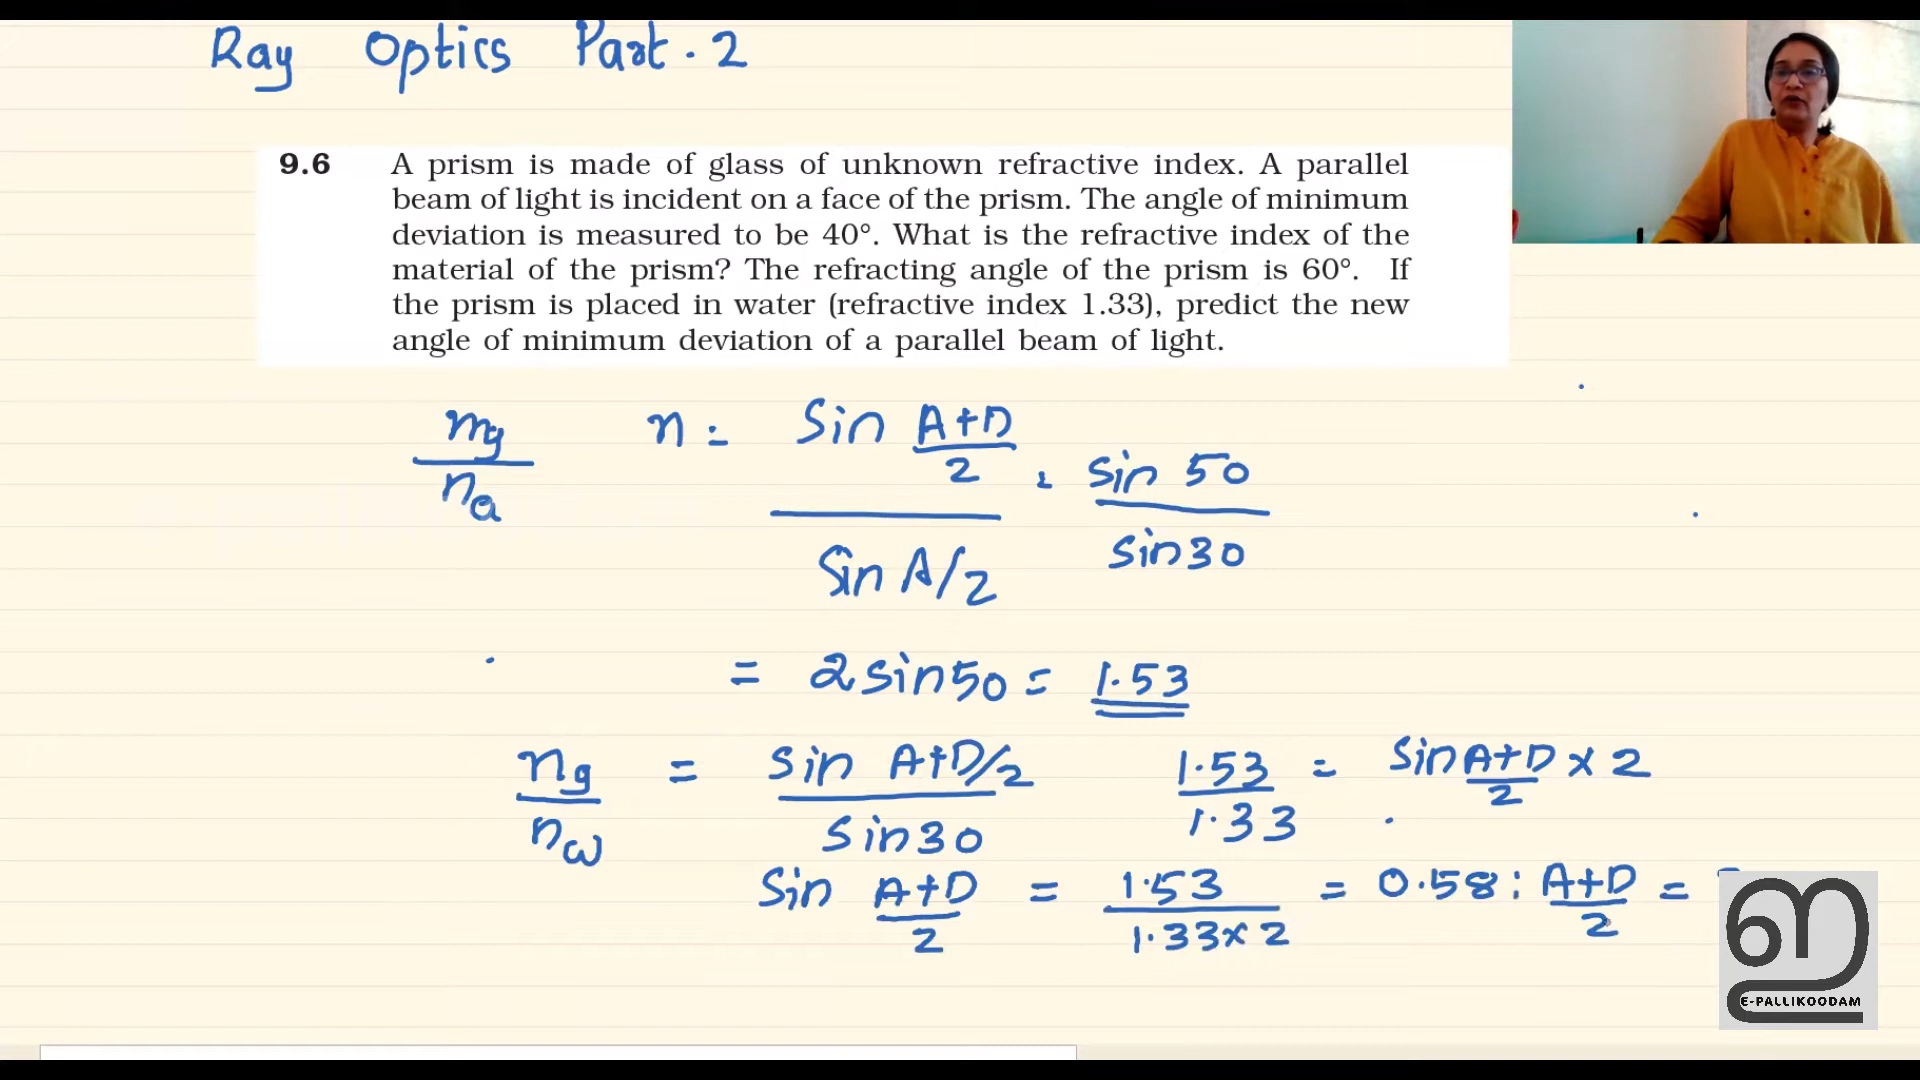 Ray Optics Part. 2
9.6 A prism is made of glass of unknown refractive index. A parallel
beam of light is incident on a face of the prism. The angle of minimum
deviation is measured to be 40°. What is the refractive index of the
material of the prism? The refracting angle of the prism is 60°. If
the prism is placed in water (refractive index 1.33), predict the new
angle of minimum deviation of a parallel beam of light.
ng/na n = Sin (A+D)/2 / Sin A/2 = Sin 50 / Sin 30
= 2 Sin 50 = 1.53
ng/nw = Sin A+D/2 / Sin 30 1.53/1.33 = Sin (A+D)/2 × 2
Sin (A+D)/2 = 1.53 / 1.33×2 = 0.58 : (A+D)/2 =
E-PALLIKOODAM